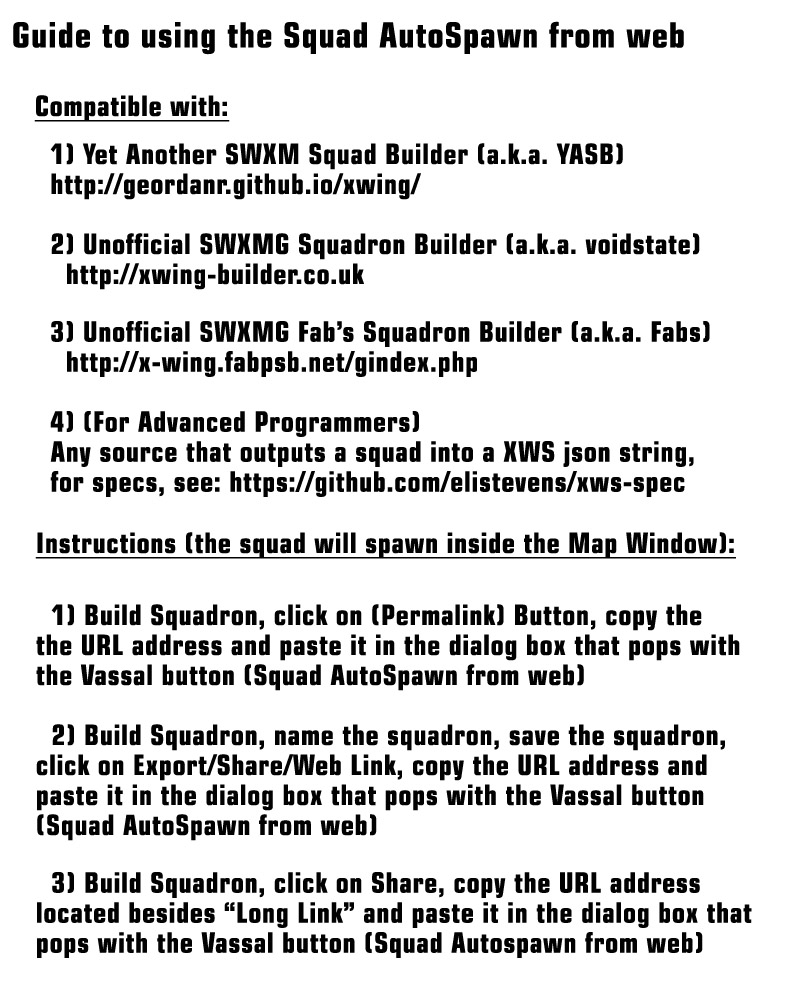 Guide to using the Squad AutoSpawn from web
Compatible with:
1) Yet Another SWXM Squad Builder (a.k.a. YASB)
http://geordanr.github.io/xwing/
2) Unofficial SWXMG Squadron Builder (a.k.a. voidstate)
http://xwing-builder.co.uk
3) Unofficial SWXMG Fab’s Squadron Builder (a.k.a. Fabs)
http://x-wing.fabpsb.net/gindex.php
4) (For Advanced Programmers)
Any source that outputs a squad into a XWS json string,
for specs, see: https://github.com/elistevens/xws-spec
Instructions (the squad will spawn inside the Map Window):
1) Build Squadron, click on (Permalink) Button, copy the
the URL address and paste it in the dialog box that pops with
the Vassal button (Squad AutoSpawn from web)
2) Build Squadron, name the squadron, save the squadron,
click on Export/Share/Web Link, copy the URL address and
paste it in the dialog box that pops with the Vassal button
(Squad AutoSpawn from web)
3) Build Squadron, click on Share, copy the URL address
located besides “Long Link” and paste it in the dialog box that
pops with the Vassal button (Squad Autospawn from web)